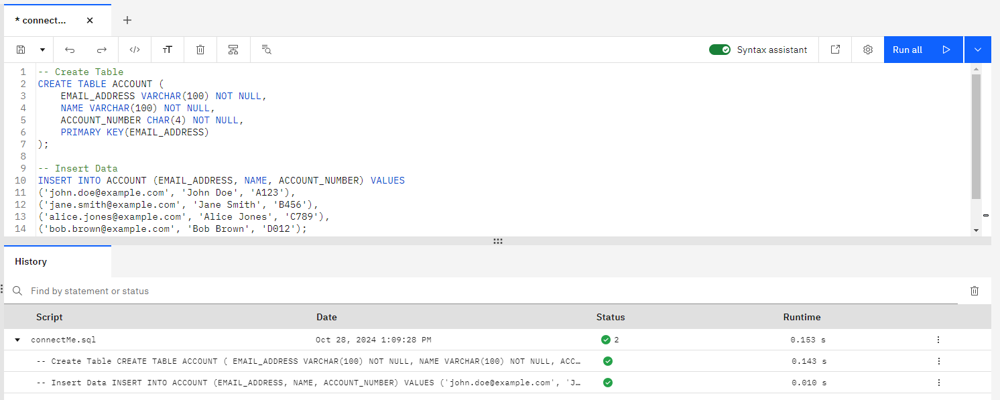 * connect...
Syntax assistant
Run all
1 -- Create Table
2 CREATE TABLE ACCOUNT (
3 EMAIL_ADDRESS VARCHAR(100) NOT NULL,
4 NAME VARCHAR(100) NOT NULL,
5 ACCOUNT_NUMBER CHAR(4) NOT NULL,
6 PRIMARY KEY(EMAIL_ADDRESS)
7 );
8
9 -- Insert Data
10 INSERT INTO ACCOUNT (EMAIL_ADDRESS, NAME, ACCOUNT_NUMBER) VALUES
11 ('john.doe@example.com', 'John Doe', 'A123'),
12 ('jane.smith@example.com', 'Jane Smith', 'B456'),
13 ('alice.jones@example.com', 'Alice Jones', 'C789'),
14 ('bob.brown@example.com', 'Bob Brown', 'D012');
History
Find by statement or status
Script Date Status Runtime
connectMe.sql Oct 28, 2024 1:09:28 PM 2 0.153 s
-- Create Table CREATE TABLE ACCOUNT ( EMAIL_ADDRESS VARCHAR(100) NOT NULL, NAME VARCHAR(100) NOT NULL, ACC… 0.143 s
-- Insert Data INSERT INTO ACCOUNT (EMAIL_ADDRESS, NAME, ACCOUNT_NUMBER) VALUES ('john.doe@example.com', 'J… 0.010 s